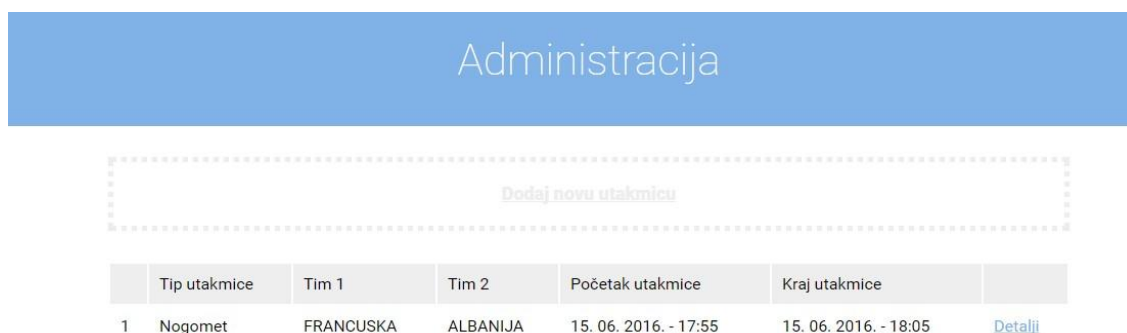 Administracija
Dodaj novu utakmicu
Tip utakmice Tim 1 Tim 2 Početak utakmice Kraj utakmice
1 Nogomet FRANCUSKA ALBANIJA 15. 06. 2016. - 17:55 15. 06. 2016. - 18:05 Detalji